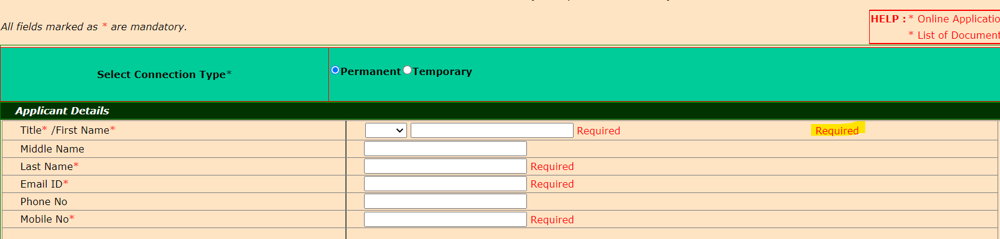 All fields marked as * are mandatory.
HELP : * Online Applicatio
* List of Document
Select Connection Type*
Permanent Temporary
Applicant Details
Title* /First Name* Required Required
Middle Name
Last Name* Required
Email ID* Required
Phone No
Mobile No* Required